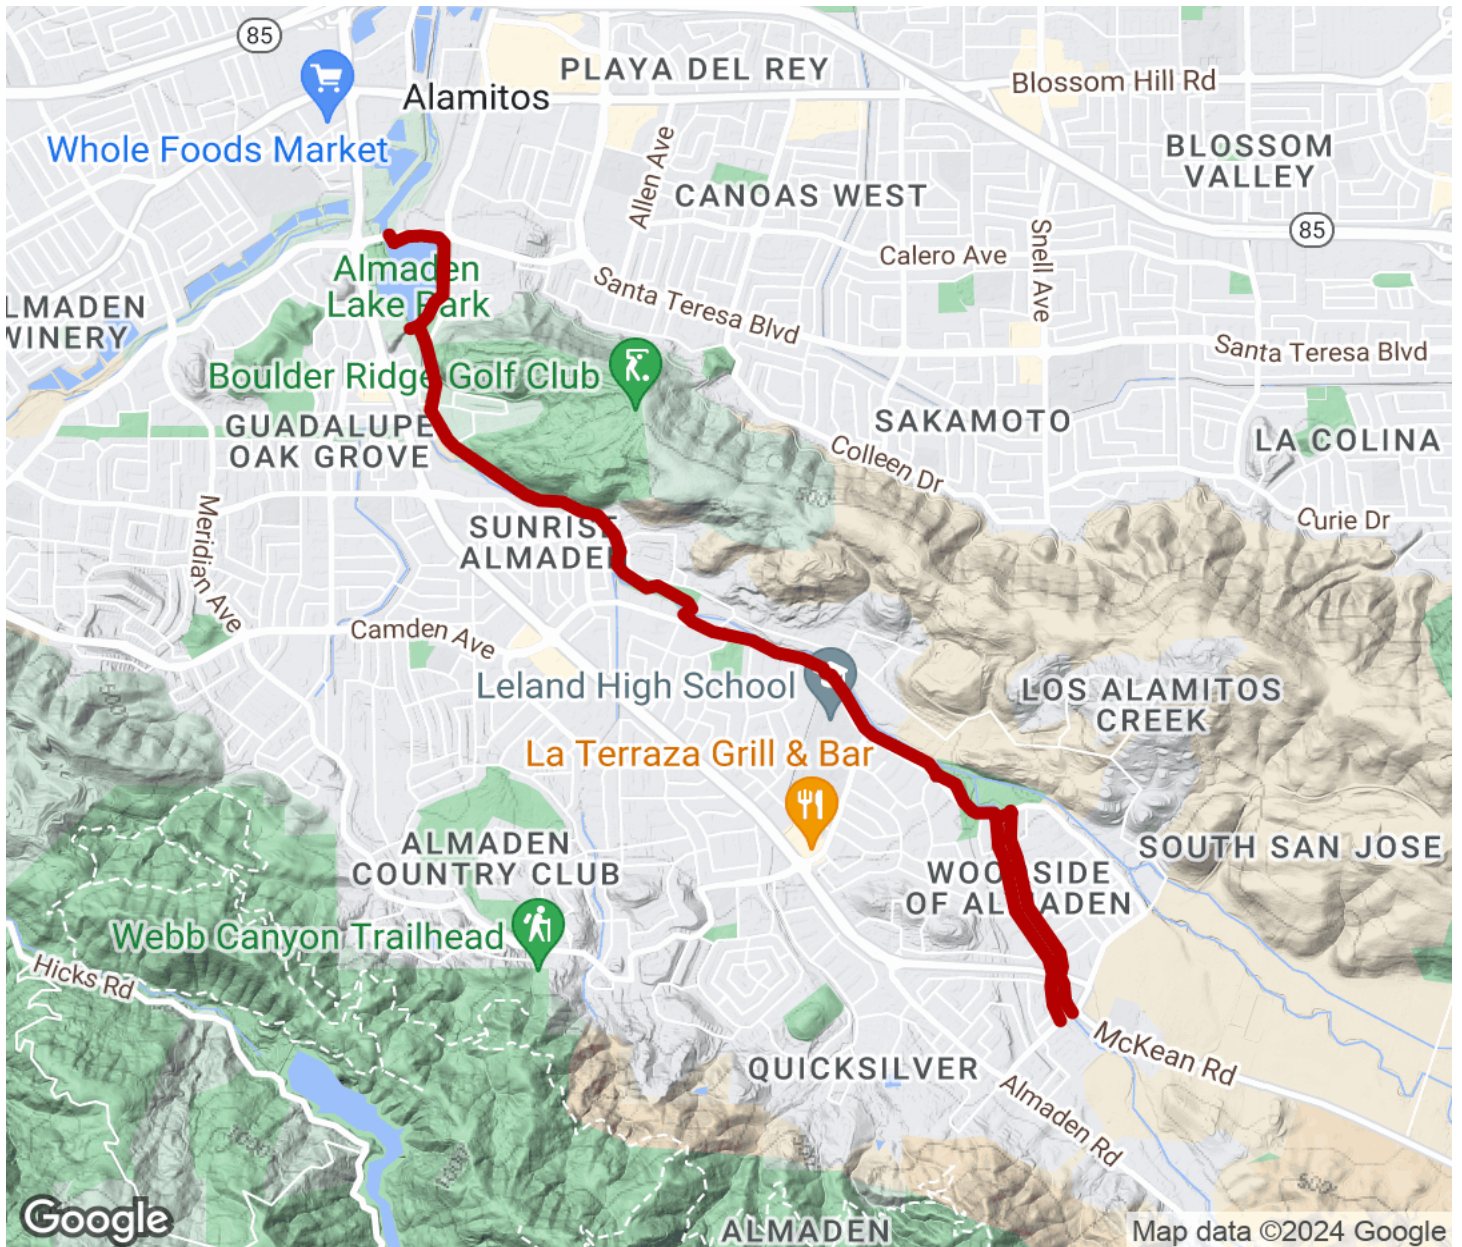 85
PLAYA DEL REY
Blossom Hill Rd
Alamitos
Whole Foods Market
Allen Ave
BLOSSOM
VALLEY
CANOAS WEST
85
Snell Ave
Calero Ave
Almaden
Lake Park
Santa Teresa Blvd
LMADEN
WINERY
Santa Teresa Blvd
Boulder Ridge Golf Club
GUADALUPE
OAK GROVE
SAKAMOTO
LA COLINA
Colleen Dr
500
Curie Dr
Meridian Ave
SUNRISE
ALMADEN
Camden Ave
Leland High School
LOS ALAMITOS
CREEK
La Terraza Grill & Bar
ALMADEN
COUNTRY CLUB
SOUTH SAN JOSE
WOODSIDE
OF ALMADEN
Webb Canyon Trailhead
Hicks Rd
McKean Rd
QUICKSILVER
Almaden Rd
Google
ALMADEN
Map data ©2024 Google